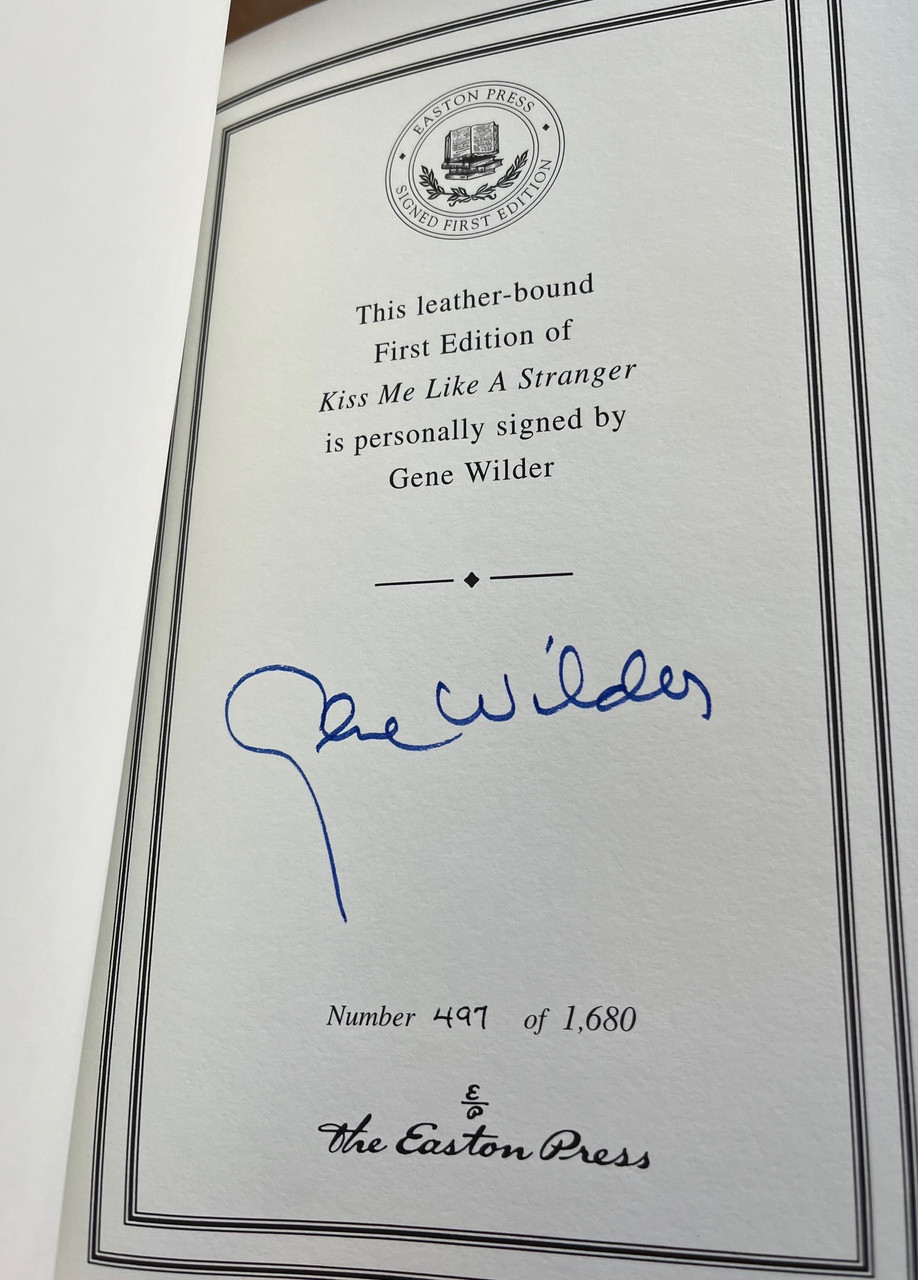 EASTON PRESS
SIGNED FIRST EDITION
This leather-bound
First Edition of
Kiss Me Like A Stranger
is personally signed by
Gene Wilder
Gene Wilder
Number 497 of 1,680
E
P
The Easton Press